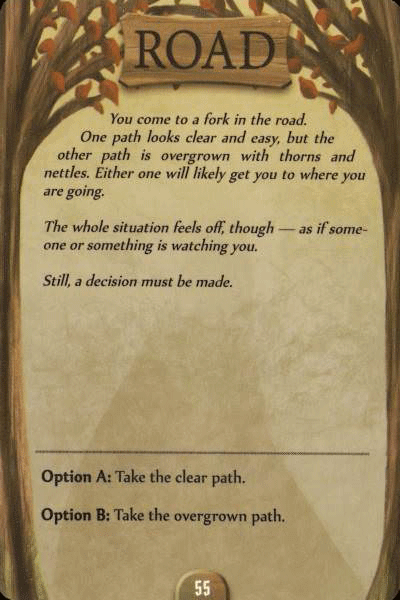 ROAD
You come to a fork in the road.
One path looks clear and easy, but the
other path is overgrown with thorns and
nettles. Either one will likely get you to where you
are going.
The whole situation feels off, though — as if some-
one or something is watching you.
Still, a decision must be made.
Option A: Take the clear path.
Option B: Take the overgrown path.
55